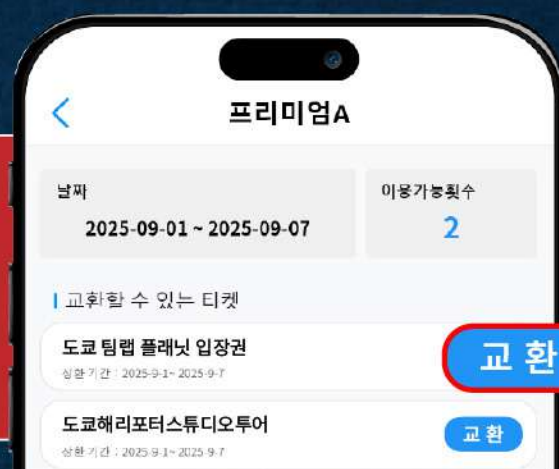 프리미엄A
날짜
이용가능횟수
2025-09-01 ~ 2025-09-07
2
교환할 수 있는 티켓
도쿄 팀랩 플래닛 입장권
상환 기간 : 2025-9-1~ 2025-9-7
교 환
도쿄해리포터스튜디오투어
교 환
상환 기간 : 2025-9-1~ 2025-9-7